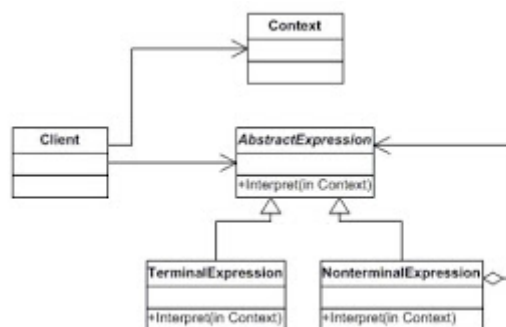 Context
Client
AbstractExpression
+Interpret(in Context)
TerminalExpression
NonterminalExpression
+Interpret(in Context)
+Interpret(in Context)